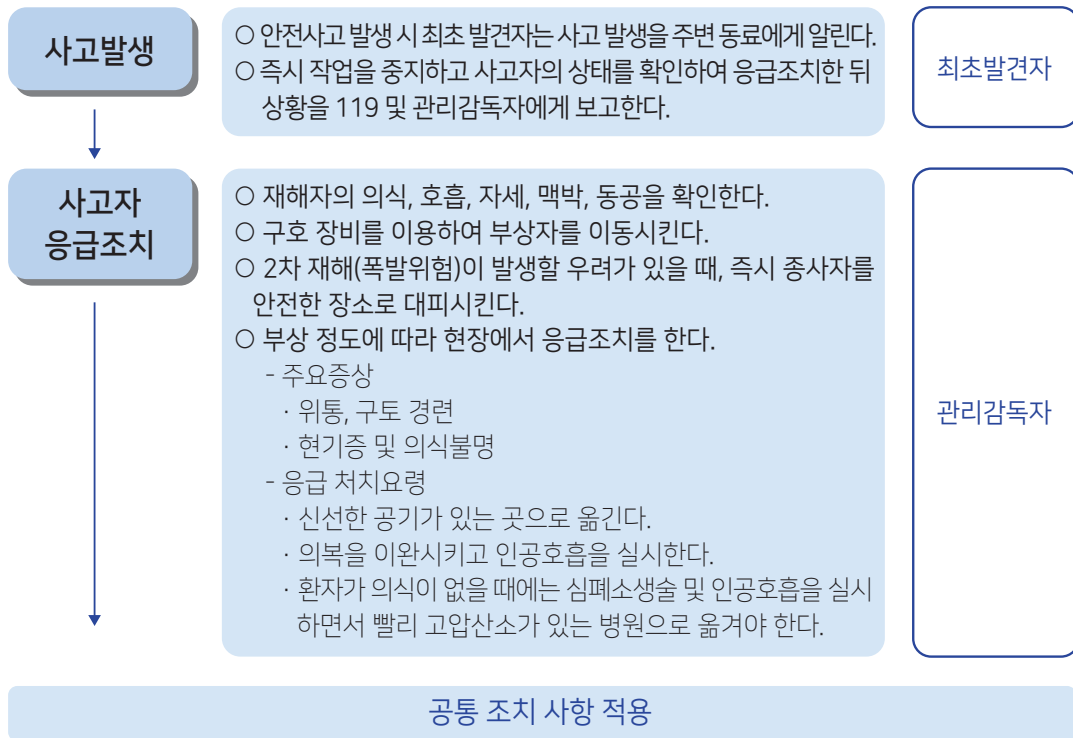 사고발생
○ 안전사고 발생 시 최초 발견자는 사고 발생을 주변 동료에게 알린다.
○ 즉시 작업을 중지하고 사고자의 상태를 확인하여 응급조치한 뒤
상황을 119 및 관리감독자에게 보고한다.
최초발견자
사고자
응급조치
○ 재해자의 의식, 호흡, 자세, 맥박, 동공을 확인한다.
○ 구호 장비를 이용하여 부상자를 이동시킨다.
○ 2차 재해(폭발위험)이 발생할 우려가 있을 때, 즉시 종사자를
안전한 장소로 대피시킨다.
○ 부상 정도에 따라 현장에서 응급조치를 한다.
- 주요증상
· 위통, 구토 경련
· 현기증 및 의식불명
- 응급 처치요령
· 신선한 공기가 있는 곳으로 옮긴다.
· 의복을 이완시키고 인공호흡을 실시한다.
· 환자가 의식이 없을 때에는 심폐소생술 및 인공호흡을 실시
하면서 빨리 고압산소가 있는 병원으로 옮겨야 한다.
관리감독자
공통 조치 사항 적용